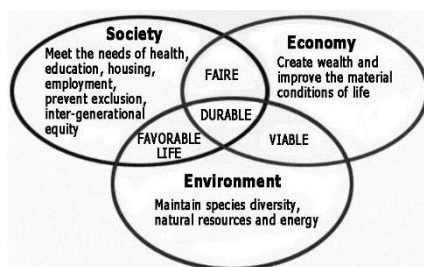 Society
Meet the needs of health,
education, housing,
employment,
prevent exclusion,
inter-generational
equity
FAIRE
Economy
Create wealth and
improve the material
conditions of life
DURABLE
FAVORABLE
LIFE
VIABLE
Environment
Maintain species diversity,
natural resources and energy